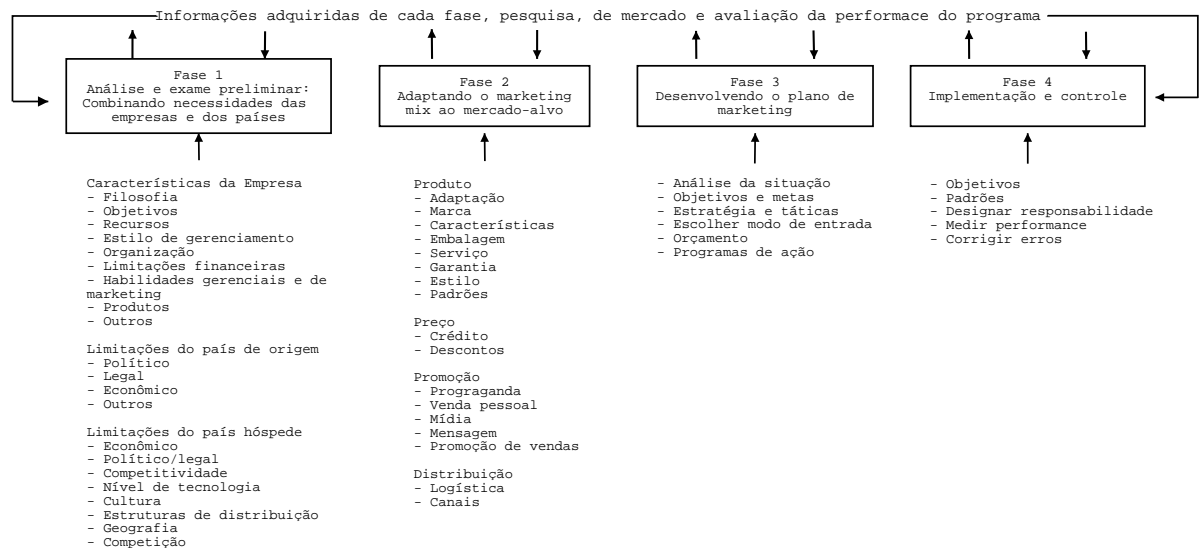 Informações adquiridas de cada fase, pesquisa, de mercado e avaliação da performace do programa
Fase 1
Análise e exame preliminar:
Combinando necessidades das
empresas e dos países
Fase 2
Adaptando o marketing
mix ao mercado-alvo
Fase 3
Desenvolvendo o plano de
marketing
Fase 4
Implementação e controle
Características da Empresa
- Filosofia
- Objetivos
- Recursos
- Estilo de gerenciamento
- Organização
- Limitações financeiras
- Habilidades gerenciais e de
marketing
- Produtos
- Outros
Limitações do país de origem
- Político
- Legal
- Econômico
- Outros
Limitações do país hóspede
- Econômico
- Político/legal
- Competitividade
- Nível de tecnologia
- Cultura
- Estruturas de distribuição
- Geografia
- Competição
Produto
- Adaptação
- Marca
- Características
- Embalagem
- Serviço
- Garantia
- Estilo
- Padrões
Preço
- Crédito
- Descontos
Promoção
- Prograganda
- Venda pessoal
- Mídia
- Mensagem
- Promoção de vendas
Distribuição
- Logística
- Canais
- Análise da situação
- Objetivos e metas
- Estratégia e táticas
- Escolher modo de entrada
- Orçamento
- Programas de ação
- Objetivos
- Padrões
- Designar responsabilidade
- Medir performance
- Corrigir erros